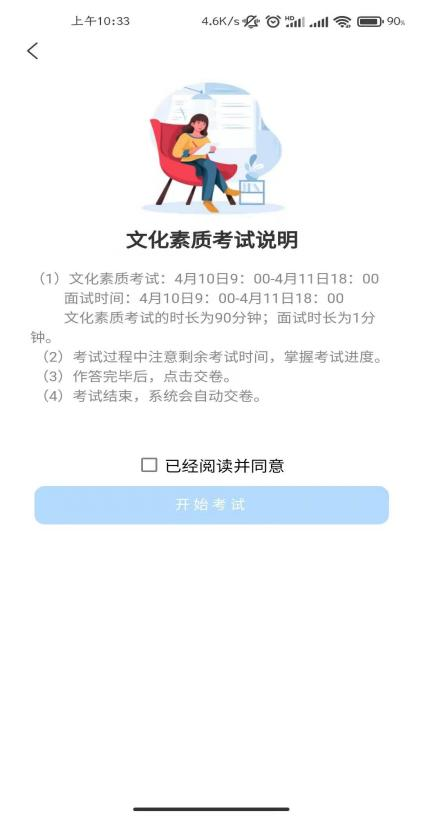 上午10:33
4.6K/s
HD
90%
文化素质考试说明
（1）文化素质考试：4月10日9：00-4月11日18：00
面试时间：4月10日9：00-4月11日18：00
文化素质考试的时长为90分钟；面试时长为1分
钟。
（2）考试过程中注意剩余考试时间，掌握考试进度。
（3）作答完毕后，点击交卷。
（4）考试结束，系统会自动交卷。
已经阅读并同意
开始考试